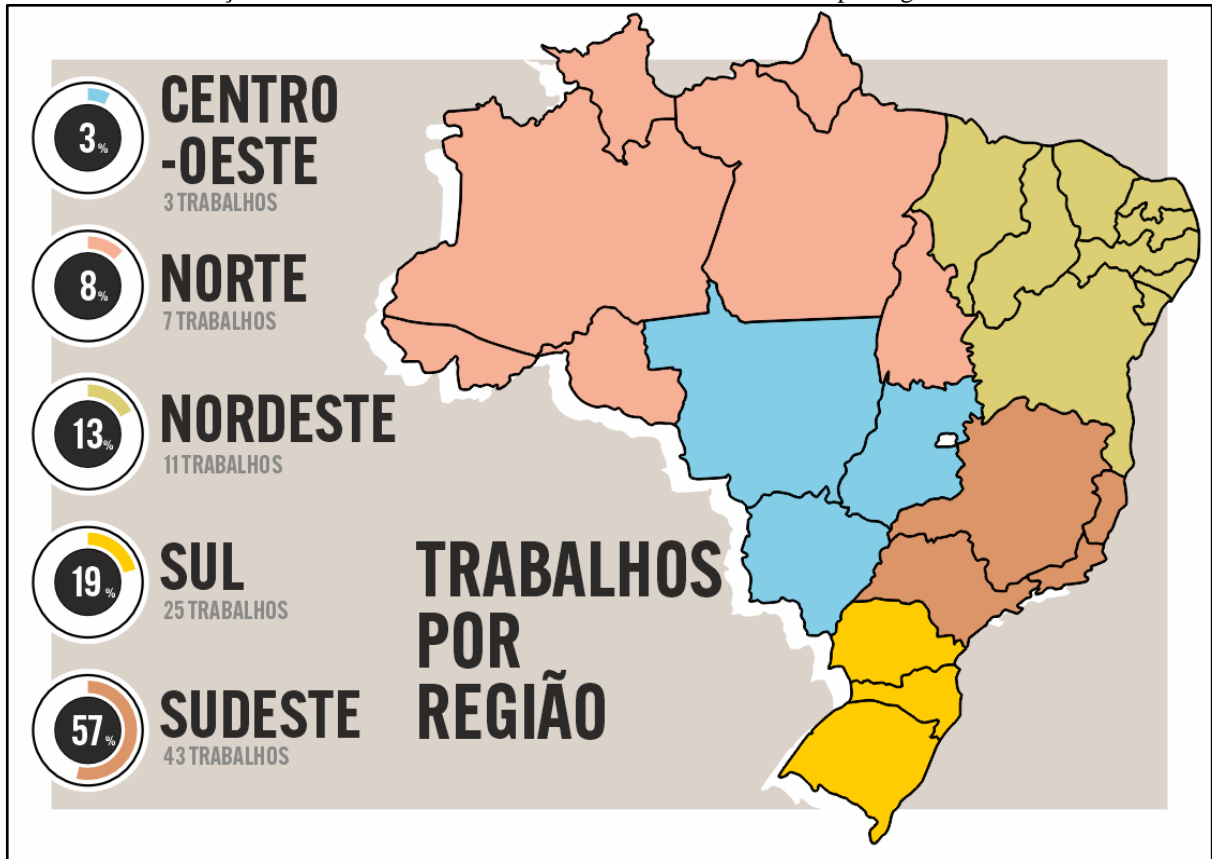 3%
CENTRO
-OESTE
3 TRABALHOS
8%
NORTE
7 TRABALHOS
13%
NORDESTE
11 TRABALHOS
19%
SUL
25 TRABALHOS
57%
SUDESTE
43 TRABALHOS
TRABALHOS
POR
REGIÃO